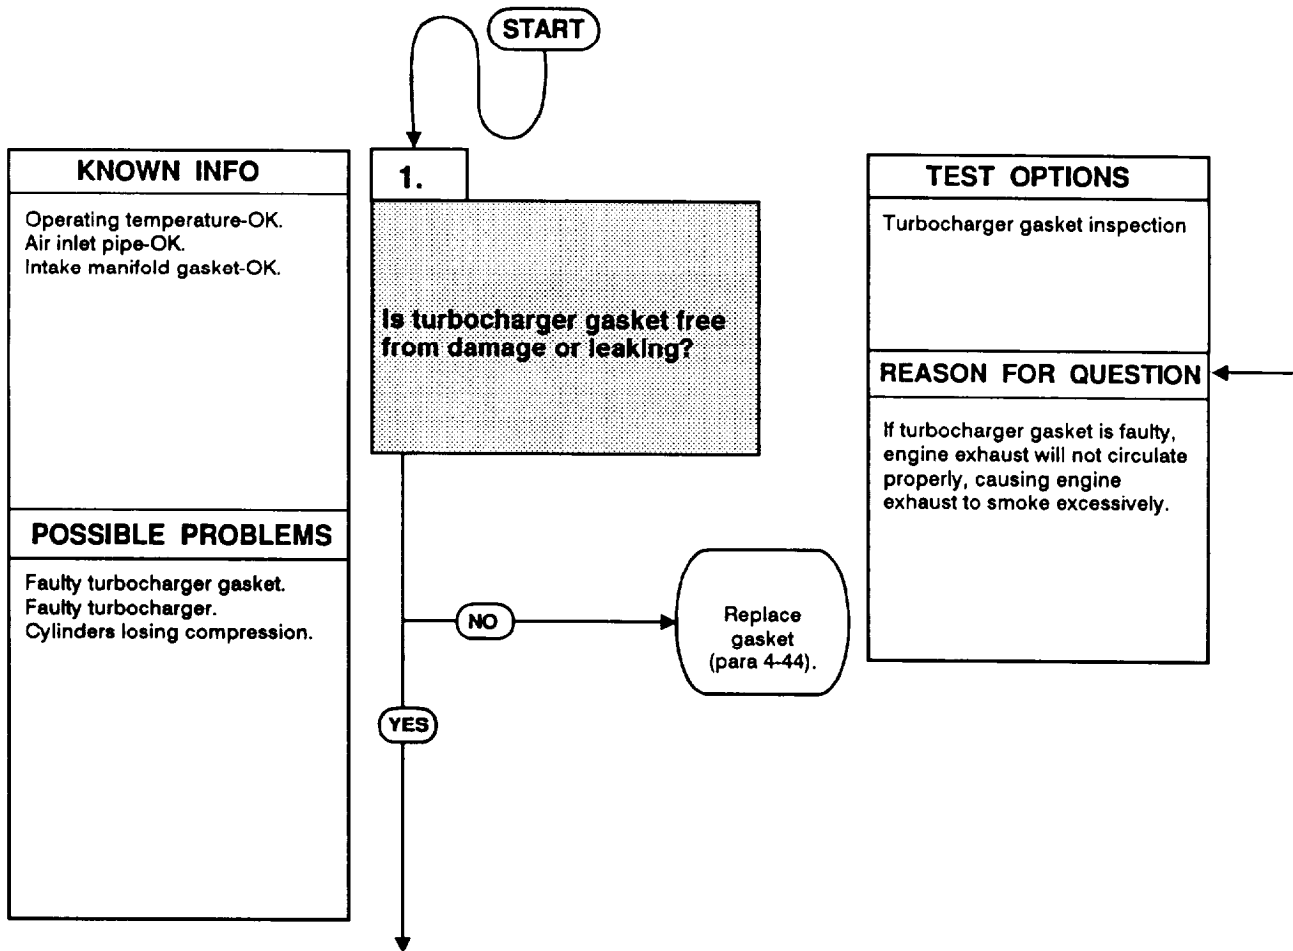 START
KNOWN INFO
Operating temperature-OK.
Air inlet pipe-OK.
Intake manifold gasket-OK.
POSSIBLE PROBLEMS
Faulty turbocharger gasket.
Faulty turbocharger.
Cylinders losing compression.
1.
Is turbocharger gasket free
from damage or leaking?
NO
Replace
gasket
(para 4-44).
YES
TEST OPTIONS
Turbocharger gasket inspection
REASON FOR QUESTION
If turbocharger gasket is faulty,
engine exhaust will not circulate
properly, causing engine
exhaust to smoke excessively.